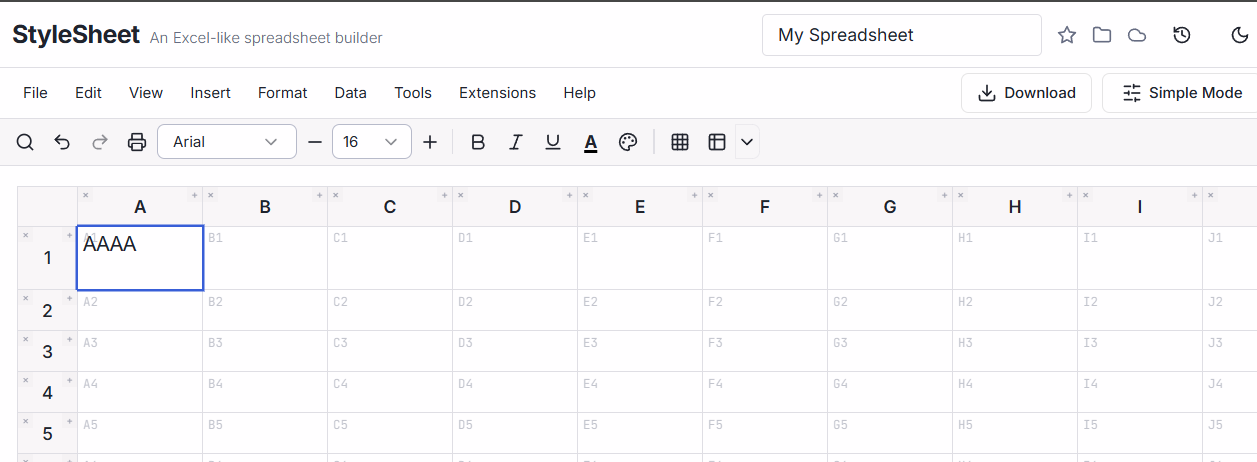 StyleSheet An Excel-like spreadsheet builder My Spreadsheet
File Edit View Insert Format Data Tools Extensions Help Download Simple Mode
Arial 16 B I U A
A B C D E F G H I
1 AAAA B1 C1 D1 E1 F1 G1 H1 I1 J1
2 A2 B2 C2 D2 E2 F2 G2 H2 I2 J2
3 A3 B3 C3 D3 E3 F3 G3 H3 I3 J3
4 A4 B4 C4 D4 E4 F4 G4 H4 I4 J4
5 A5 B5 C5 D5 E5 F5 G5 H5 I5 J5